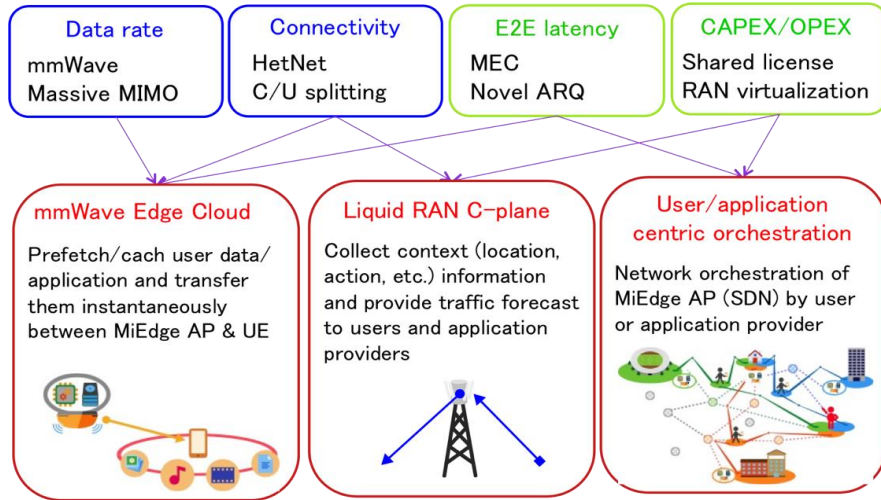 Data rate
mmWave
Massive MIMO
Connectivity
HetNet
C/U splitting
E2E latency
MEC
Novel ARQ
CAPEX/OPEX
Shared license
RAN virtualization
mmWave Edge Cloud
Prefetch/cach user data/
application and transfer
them instantaneously
between MiEdge AP & UE
Liquid RAN C-plane
Collect context (location,
action, etc.) information
and provide traffic forecast
to users and application
providers
User/application
centric orchestration
Network orchestration of
MiEdge AP (SDN) by user
or application provider